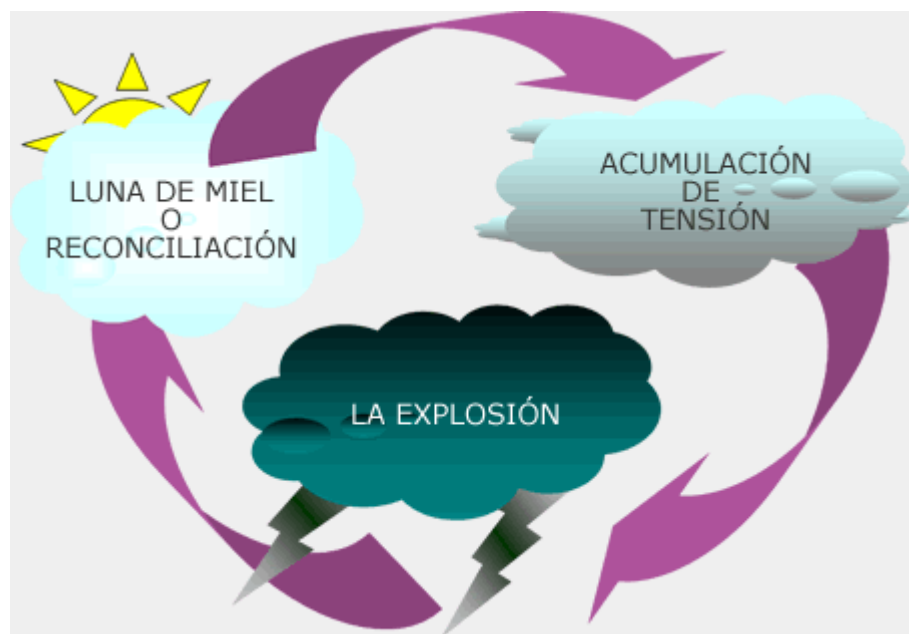 LUNA DE MIEL
O
RECONCILIACIÓN
ACUMULACIÓN
DE
TENSIÓN
LA EXPLOSIÓN